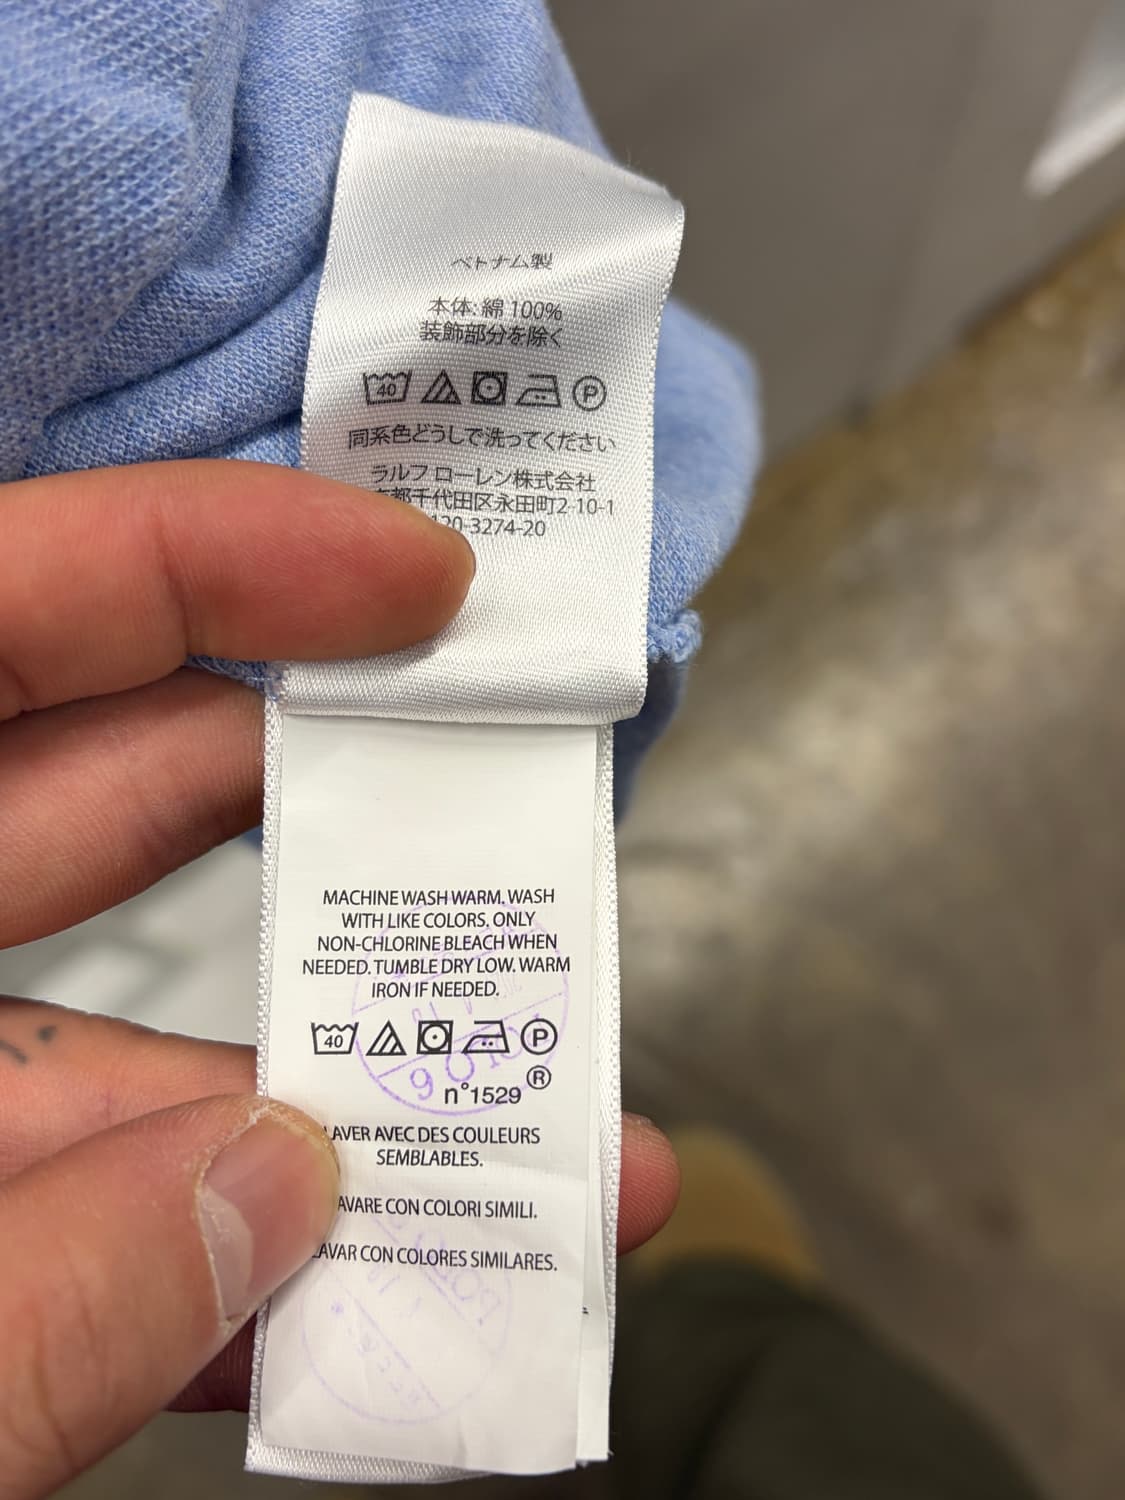 ベトナム製
本体: 綿 100%
装飾部分を除く
40 P
同系色どうしで洗ってください
ラルフ ローレン株式会社
都千代田区永田町2-10-1
120-3274-20
MACHINE WASH WARM. WASH
WITH LIKE COLORS. ONLY
NON-CHLORINE BLEACH WHEN
NEEDED. TUMBLE DRY LOW. WARM
IRON IF NEEDED.
40 P
n°1529 ®
LAVER AVEC DES COULEURS
SEMBLABLES.
AVARE CON COLORI SIMILI.
LAVAR CON COLORES SIMILARES.